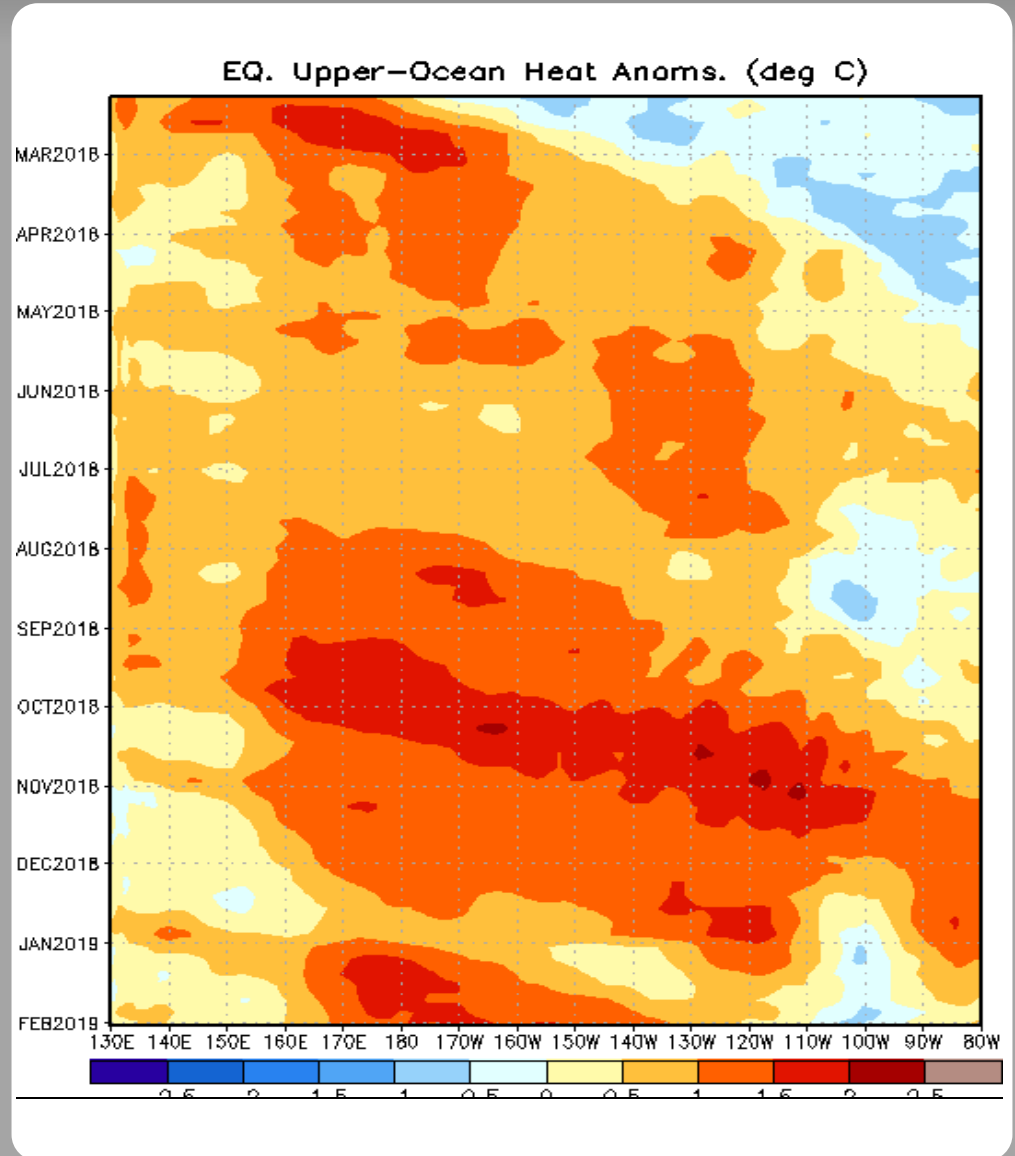 EQ. Upper-Ocean Heat Anoms. (deg C)
MAR2018
APR2018
MAY2018
JUN2018
JUL2018
AUG2018
SEP2018
OCT2018
NOV2018
DEC2018
JAN2019
FEB2019
130E 140E 150E 160E 170E 180 170W 160W 150W 140W 130W 120W 110W 100W 90W 80W